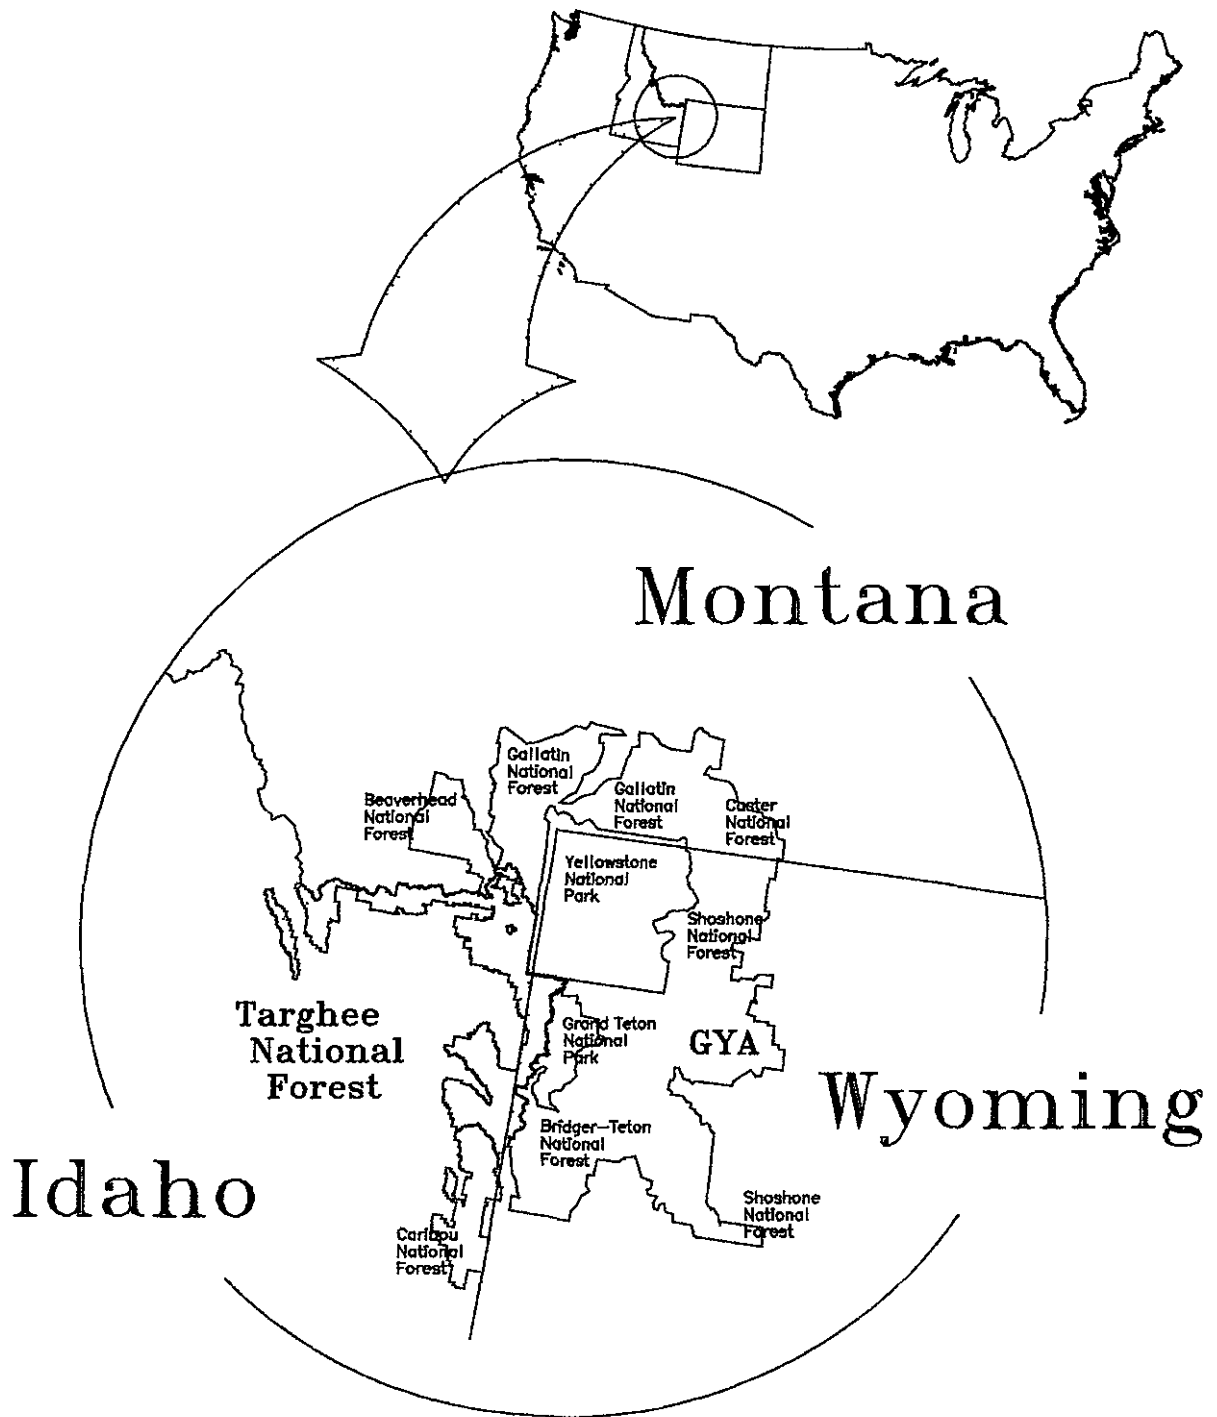 Montana
Gallatin
National
Forest
Gallatin
National
Forest
Beaverhead
National
Forest
Custer
National
Forest
Yellowstone
National
Park
Shoshone
National
Forest
Targhee
National
Forest
Grand Teton
National
Park
GYA
Wyoming
Bridger-Teton
National
Forest
Idaho
Shoshone
National
Forest
Caribou
National
Forest